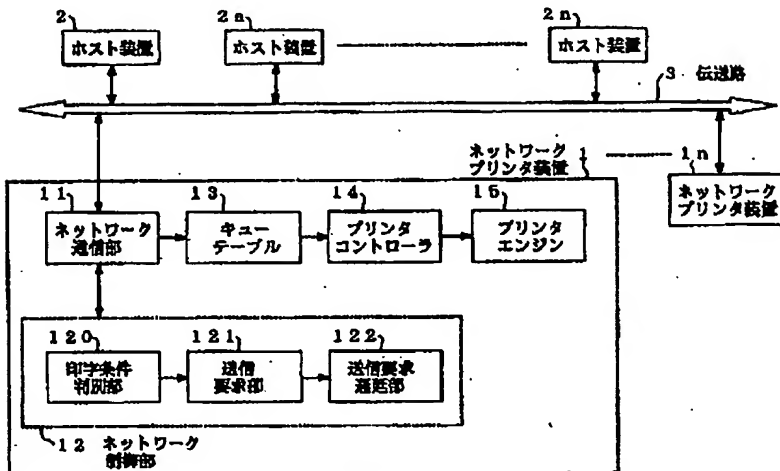 2
2a
2n
ホスト装置
ホスト装置
ホスト装置
3 伝送路
ネットワーク
プリンタ装置
1
1n
ネットワーク
プリンタ装置
11
13
14
15
ネットワーク
通信部
キュー
テーブル
プリンタ
コントローラ
プリンタ
エンジン
120
121
122
印字条件
判別部
送信
要求部
送信要求
遅延部
12 ネットワーク
制御部